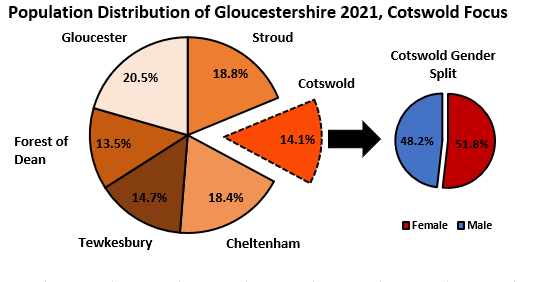 Population Distribution of Gloucestershire 2021, Cotswold Focus
Gloucester
Stroud
Cotswold Gender
Split
20.5%
18.8%
Cotswold
14.1%
48.2%
51.8%
Forest of
Dean
13.5%
14.7%
18.4%
Tewkesbury
Cheltenham
Female
Male